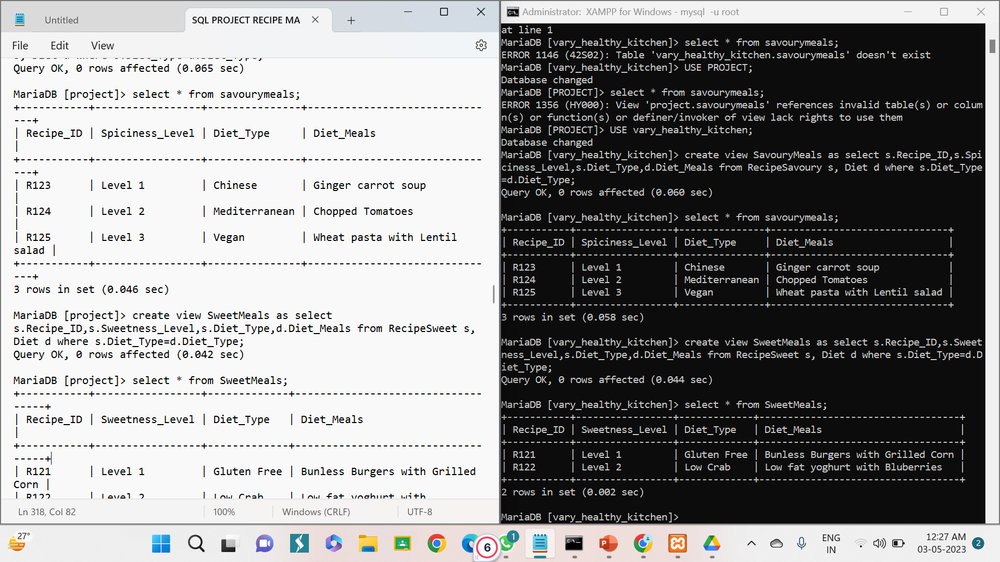 Untitled
SQL PROJECT RECIPE MA
File Edit View
Query OK, 0 rows affected (0.065 sec)
MariaDB [project]> select * from savourymeals;
+-----------+-----------------+---------------+----------------------------
---+
| Recipe_ID | Spiciness_Level | Diet_Type     | Diet_Meals
|
+-----------+-----------------+---------------+----------------------------
---+
| R123      | Level 1         | Chinese       | Ginger carrot soup
|
| R124      | Level 2         | Mediterranean | Chopped Tomatoes
|
| R125      | Level 3         | Vegan         | Wheat pasta with Lentil
salad |
+-----------+-----------------+---------------+----------------------------
---+
3 rows in set (0.046 sec)
MariaDB [project]> create view SweetMeals as select
s.Recipe_ID,s.Sweetness_Level,s.Diet_Type,d.Diet_Meals from RecipeSweet s,
Diet d where s.Diet_Type=d.Diet_Type;
Query OK, 0 rows affected (0.042 sec)
MariaDB [project]> select * from SweetMeals;
+-----------+-----------------+-------------+------------------------------
-----+
| Recipe_ID | Sweetness_Level | Diet_Type   | Diet_Meals
|
+-----------+-----------------+-------------+------------------------------
-----+
| R121      | Level 1         | Gluten Free | Bunless Burgers with Grilled
Corn |
| R122      | Level 2         | Low Crab    | Low fat yoghurt with
Ln 318, Col 82 100% Windows (CRLF) UTF-8
Administrator: XAMPP for Windows - mysql -u root
at line 1
MariaDB [vary_healthy_kitchen]> select * from savourymeals;
ERROR 1146 (42S02): Table 'vary_healthy_kitchen.savourymeals' doesn't exist
MariaDB [vary_healthy_kitchen]> USE PROJECT;
Database changed
MariaDB [PROJECT]> select * from savourymeals;
ERROR 1356 (HY000): View 'project.savourymeals' references invalid table(s) or colum
n(s) or function(s) or definer/invoker of view lack rights to use them
MariaDB [PROJECT]> USE vary_healthy_kitchen;
Database changed
MariaDB [vary_healthy_kitchen]> create view SavouryMeals as select s.Recipe_ID,s.Spi
ciness_Level,s.Diet_Type,d.Diet_Meals from RecipeSavoury s, Diet d where s.Diet_Type
=d.Diet_Type;
Query OK, 0 rows affected (0.060 sec)
MariaDB [vary_healthy_kitchen]> select * from savourymeals;
+-----------+-----------------+---------------+-------------------------------+
| Recipe_ID | Spiciness_Level | Diet_Type     | Diet_Meals                    |
+-----------+-----------------+---------------+-------------------------------+
| R123      | Level 1         | Chinese       | Ginger carrot soup            |
| R124      | Level 2         | Mediterranean | Chopped Tomatoes              |
| R125      | Level 3         | Vegan         | Wheat pasta with Lentil salad |
+-----------+-----------------+---------------+-------------------------------+
3 rows in set (0.058 sec)
MariaDB [vary_healthy_kitchen]> create view SweetMeals as select s.Recipe_ID,s.Sweet
ness_Level,s.Diet_Type,d.Diet_Meals from RecipeSweet s, Diet d where s.Diet_Type=d.D
iet_Type;
Query OK, 0 rows affected (0.044 sec)
MariaDB [vary_healthy_kitchen]> select * from SweetMeals;
+-----------+-----------------+-------------+-----------------------------------+
| Recipe_ID | Sweetness_Level | Diet_Type   | Diet_Meals                        |
+-----------+-----------------+-------------+-----------------------------------+
| R121      | Level 1         | Gluten Free | Bunless Burgers with Grilled Corn |
| R122      | Level 2         | Low Crab    | Low fat yoghurt with Bluberries   |
+-----------+-----------------+-------------+-----------------------------------+
2 rows in set (0.002 sec)
MariaDB [vary_healthy_kitchen]>
27°
6
1
ENG
IN
12:27 AM
03-05-2023
2